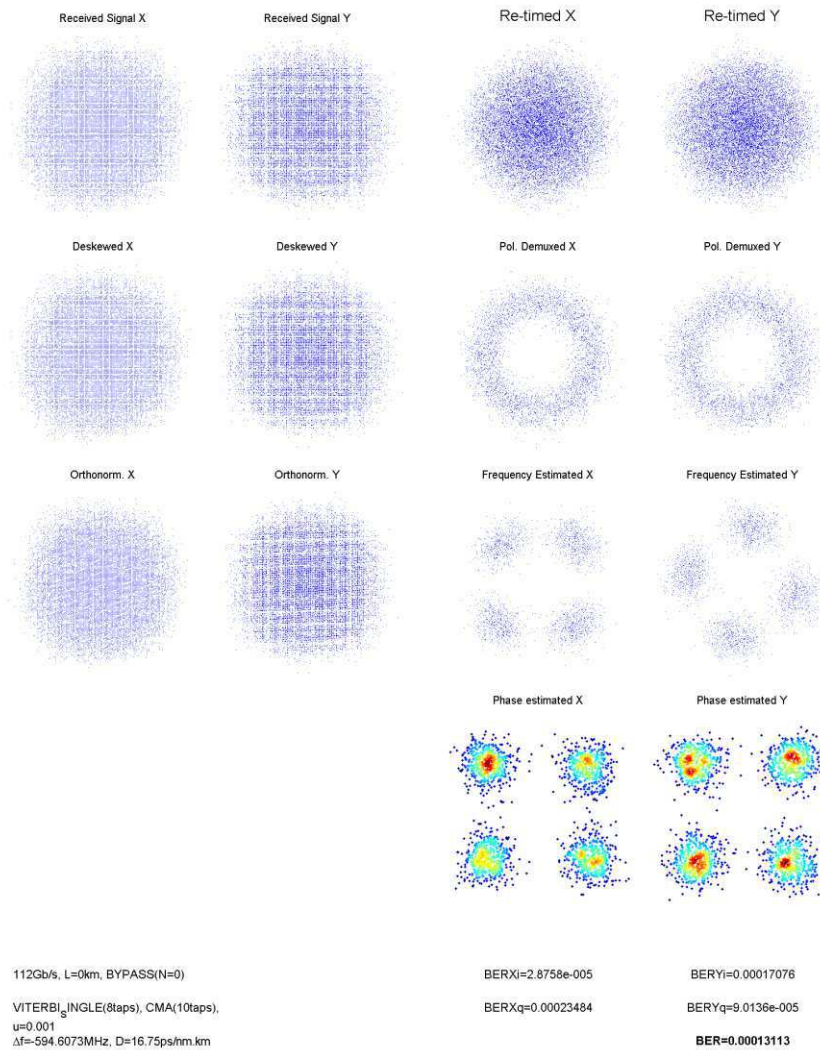 Received Signal X
Received Signal Y
Re-timed X
Re-timed Y
Deskewed X
Deskewed Y
Pol. Demuxed X
Pol. Demuxed Y
Orthonorm. X
Orthonorm. Y
Frequency Estimated X
Frequency Estimated Y
Phase estimated X
Phase estimated Y
112Gb/s, L=0km, BYPASS(N=0)
BERXi=2.8758e-005
BERYi=0.00017076
VITERBI_SINGLE(8taps), CMA(10taps),
BERXq=0.00023484
BERYq=9.0136e-005
u=0.001
Δf=-594.6073MHz, D=16.75ps/nm.km
BER=0.00013113